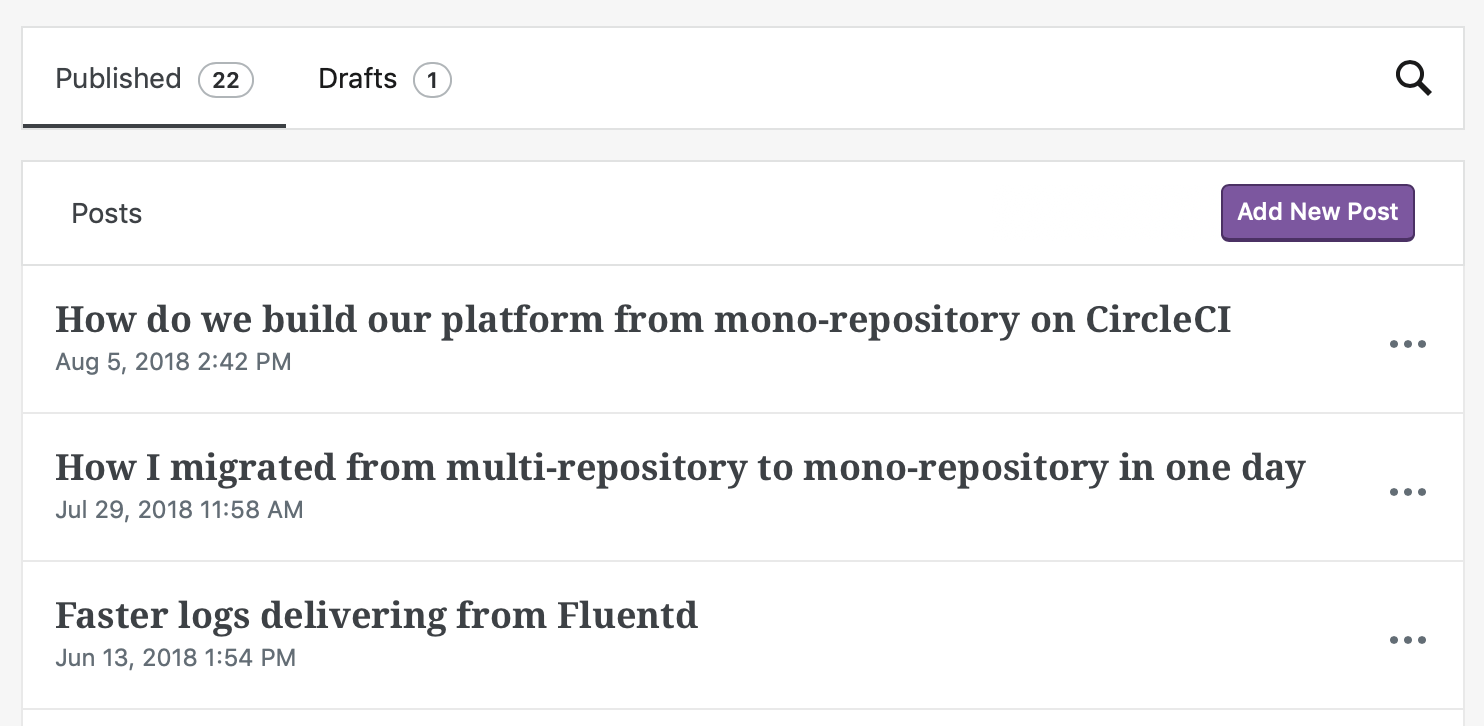 Published 22 Drafts 1
Posts Add New Post
How do we build our platform from mono-repository on CircleCI
Aug 5, 2018 2:42 PM
How I migrated from multi-repository to mono-repository in one day
Jul 29, 2018 11:58 AM
Faster logs delivering from Fluentd
Jun 13, 2018 1:54 PM